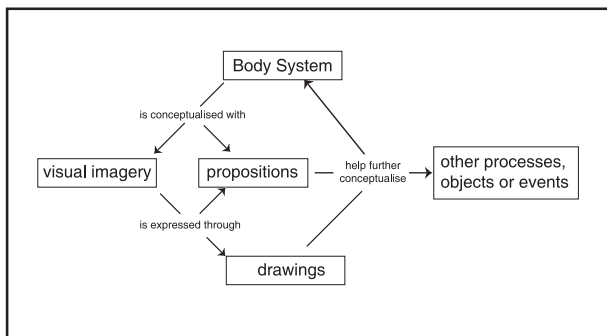 Body System
is conceptualised with
visual imagery
propositions
help further
conceptualise
other processes,
objects or events
is expressed through
drawings